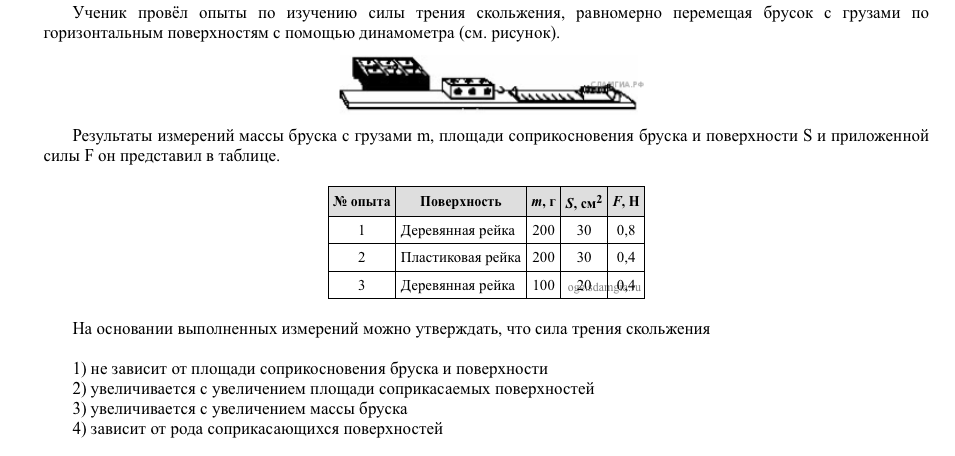 Ученик провёл опыты по изучению силы трения скольжения, равномерно перемещая брусок с грузами по
горизонтальным поверхностям с помощью динамометра (см. рисунок).
СДАМГИА.РФ
Результаты измерений массы бруска с грузами m, площади соприкосновения бруска и поверхности S и приложенной
силы F он представил в таблице.
№ опыта Поверхность m, г S, см² F, Н
1 Деревянная рейка 200 30 0,8
2 Пластиковая рейка 200 30 0,4
3 Деревянная рейка 100 20 0,4
На основании выполненных измерений можно утверждать, что сила трения скольжения
1) не зависит от площади соприкосновения бруска и поверхности
2) увеличивается с увеличением площади соприкасаемых поверхностей
3) увеличивается с увеличением массы бруска
4) зависит от рода соприкасающихся поверхностей